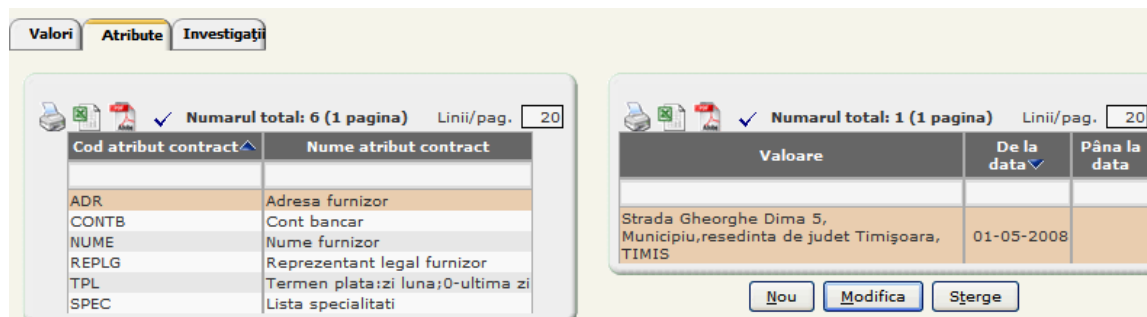 Valori Atribute Investigaţii
Numarul total: 6 (1 pagina) Linii/pag. 20
Cod atribut contract Nume atribut contract
ADR Adresa furnizor
CONTB Cont bancar
NUME Nume furnizor
REPLG Reprezentant legal furnizor
TPL Termen plata:zi luna;0-ultima zi
SPEC Lista specialitati
Numarul total: 1 (1 pagina) Linii/pag. 20
Valoare De la data Pâna la data
Strada Gheorghe Dima 5,
Municipiu,resedinta de judet Timişoara, 01-05-2008
TIMIS
Nou Modifica Sterge